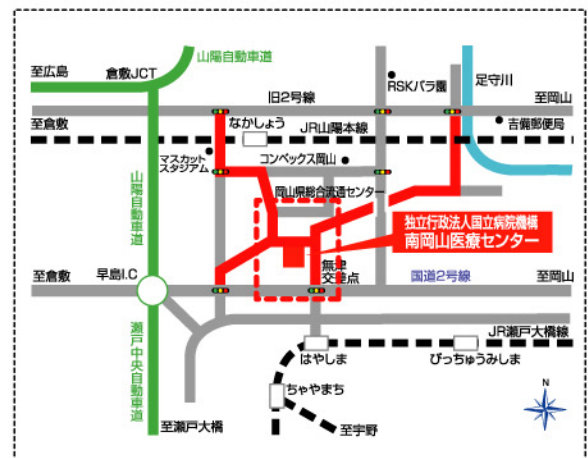 山陽自動車道
至広島
倉敷JCT
RSKバラ園
足守川
旧2号線
至岡山
至倉敷
なかしょう
JR山陽本線
吉備郵便局
マスカット
スタジアム
コンベックス岡山
岡山県総合流通センター
山陽自動車道
独立行政法人国立病院機構
南岡山医療センター
無津
交差点
至倉敷
早島I.C
国道2号線
至岡山
瀬戸中央自動車道
JR瀬戸大橋線
はやしま
びっちゅうみしま
ちゃやまち
至瀬戸大橋
至宇野
N